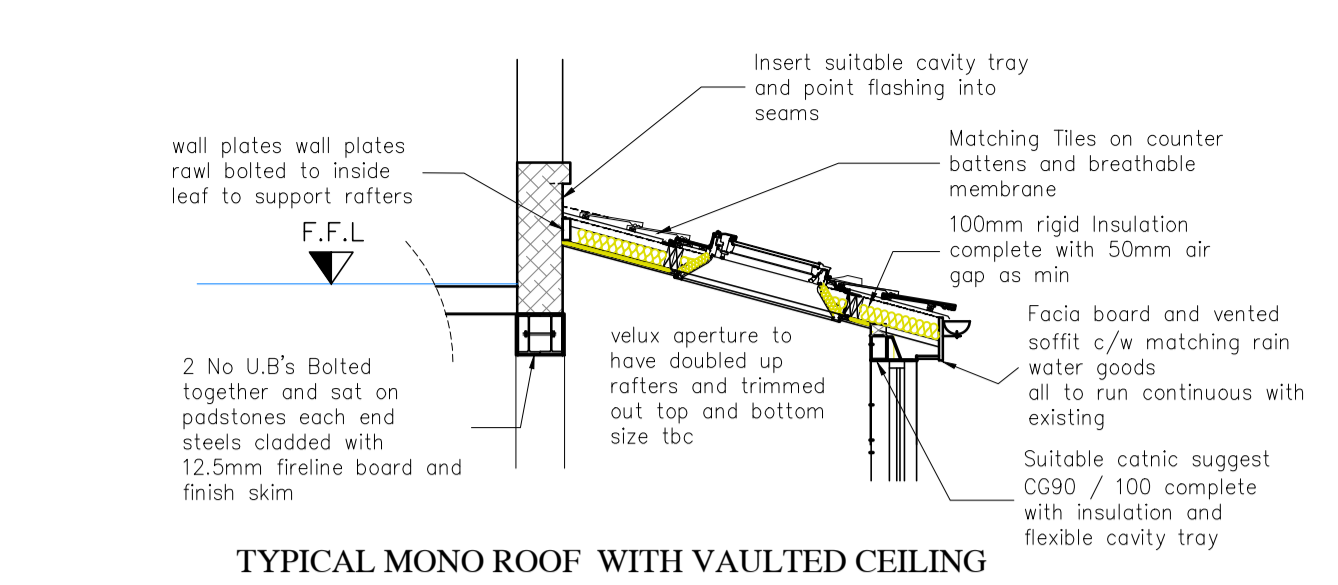 Insert suitable cavity tray
and point flashing into
seams
wall plates wall plates
rawl bolted to inside
leaf to support rafters
Matching Tiles on counter
battens and breathable
membrane
F.F.L
100mm rigid Insulation
complete with 50mm air
gap as min
Facia board and vented
soffit c/w matching rain
water goods
all to run continuous with
existing
velux aperture to
have doubled up
rafters and trimmed
out top and bottom
size tbc
2 No U.B's Bolted
together and sat on
padstones each end
steels cladded with
12.5mm fireline board and
finish skim
Suitable catnic suggest
CG90 / 100 complete
with insulation and
flexible cavity tray
TYPICAL MONO ROOF WITH VAULTED CEILING